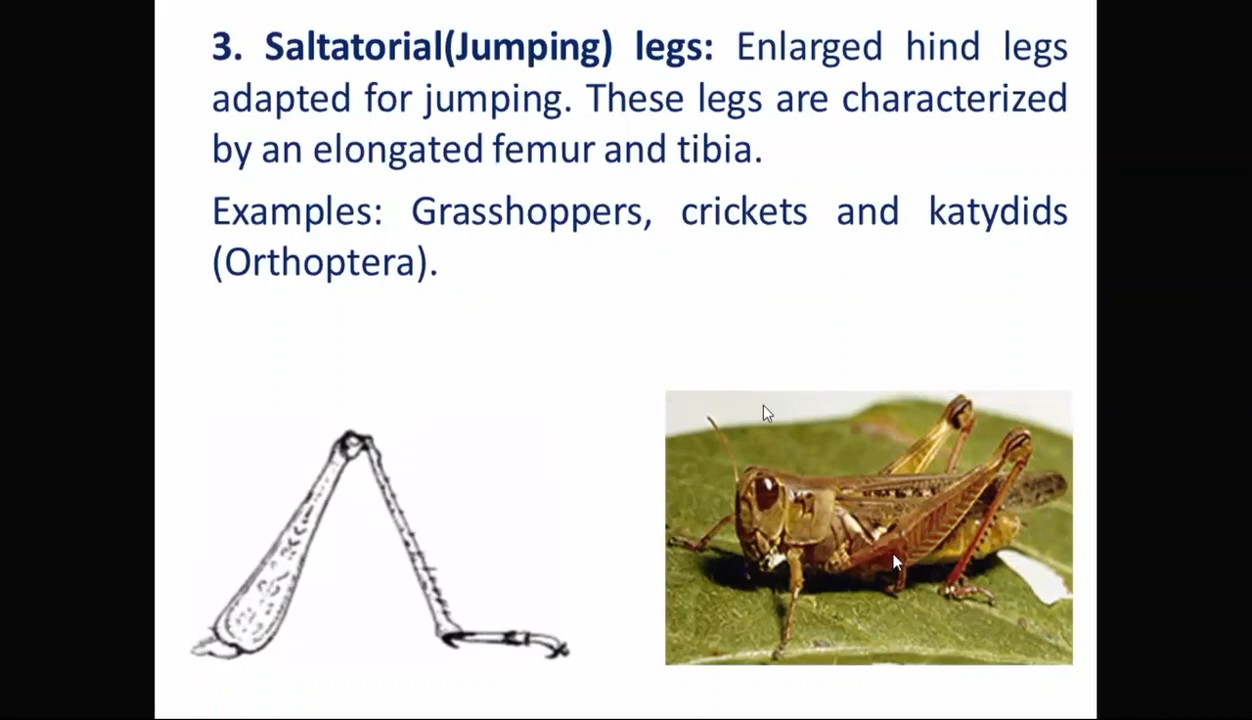 3. Saltatorial(Jumping) legs: Enlarged hind legs
adapted for jumping. These legs are characterized
by an elongated femur and tibia.
Examples: Grasshoppers, crickets and katydids
(Orthoptera).